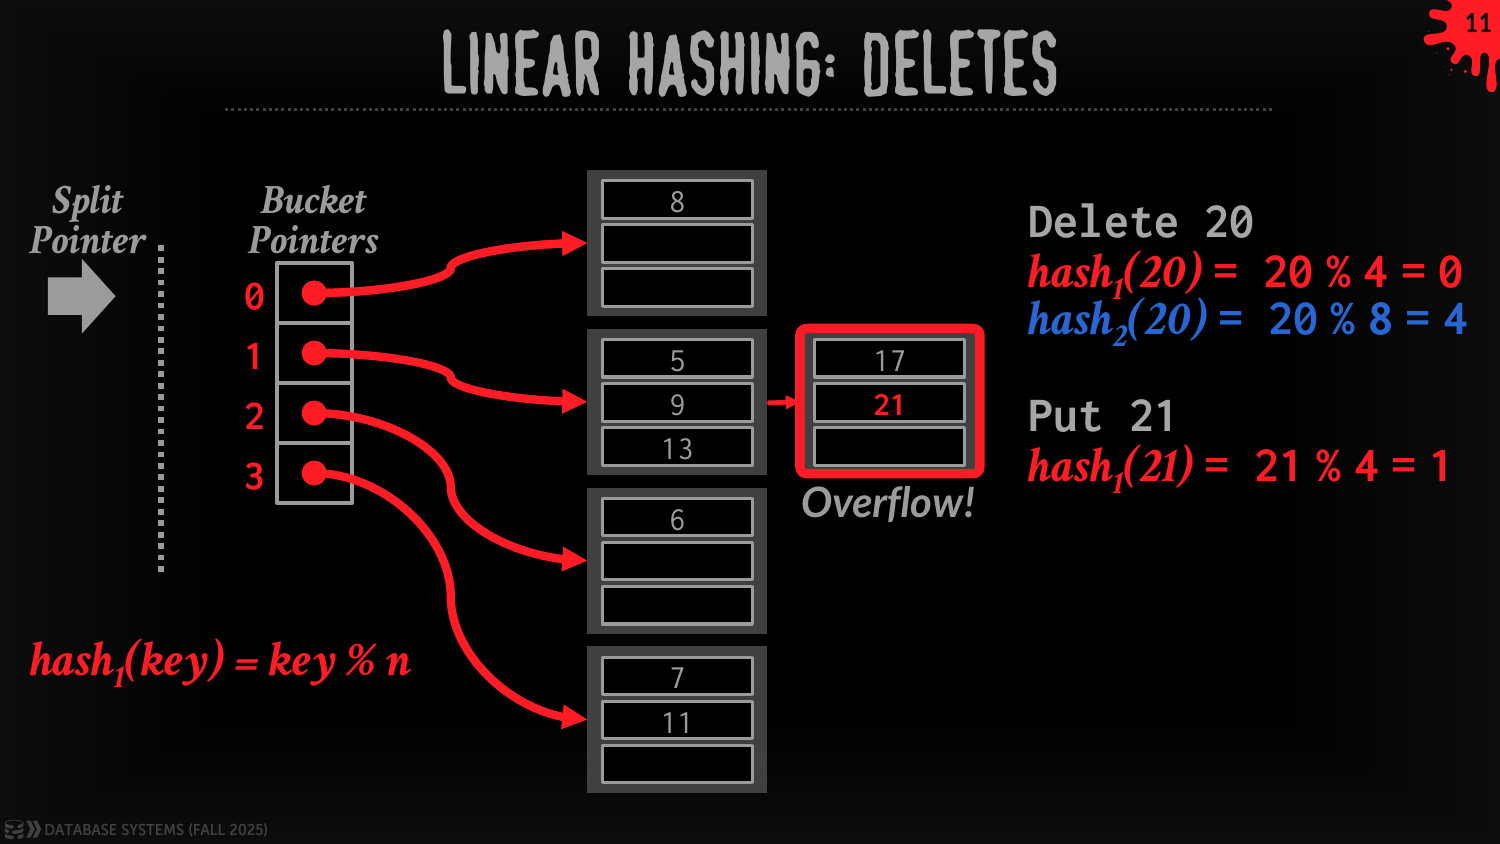 LINEAR HASHING: DELETES
11
Split
Pointer
Bucket
Pointers
0
1
2
3
hash1(key) = key % n
8
5
9
13
6
7
11
17
21
Overflow!
Delete 20
hash1(20) = 20 % 4 = 0
hash2(20) = 20 % 8 = 4
Put 21
hash1(21) = 21 % 4 = 1
DATABASE SYSTEMS (FALL 2025)